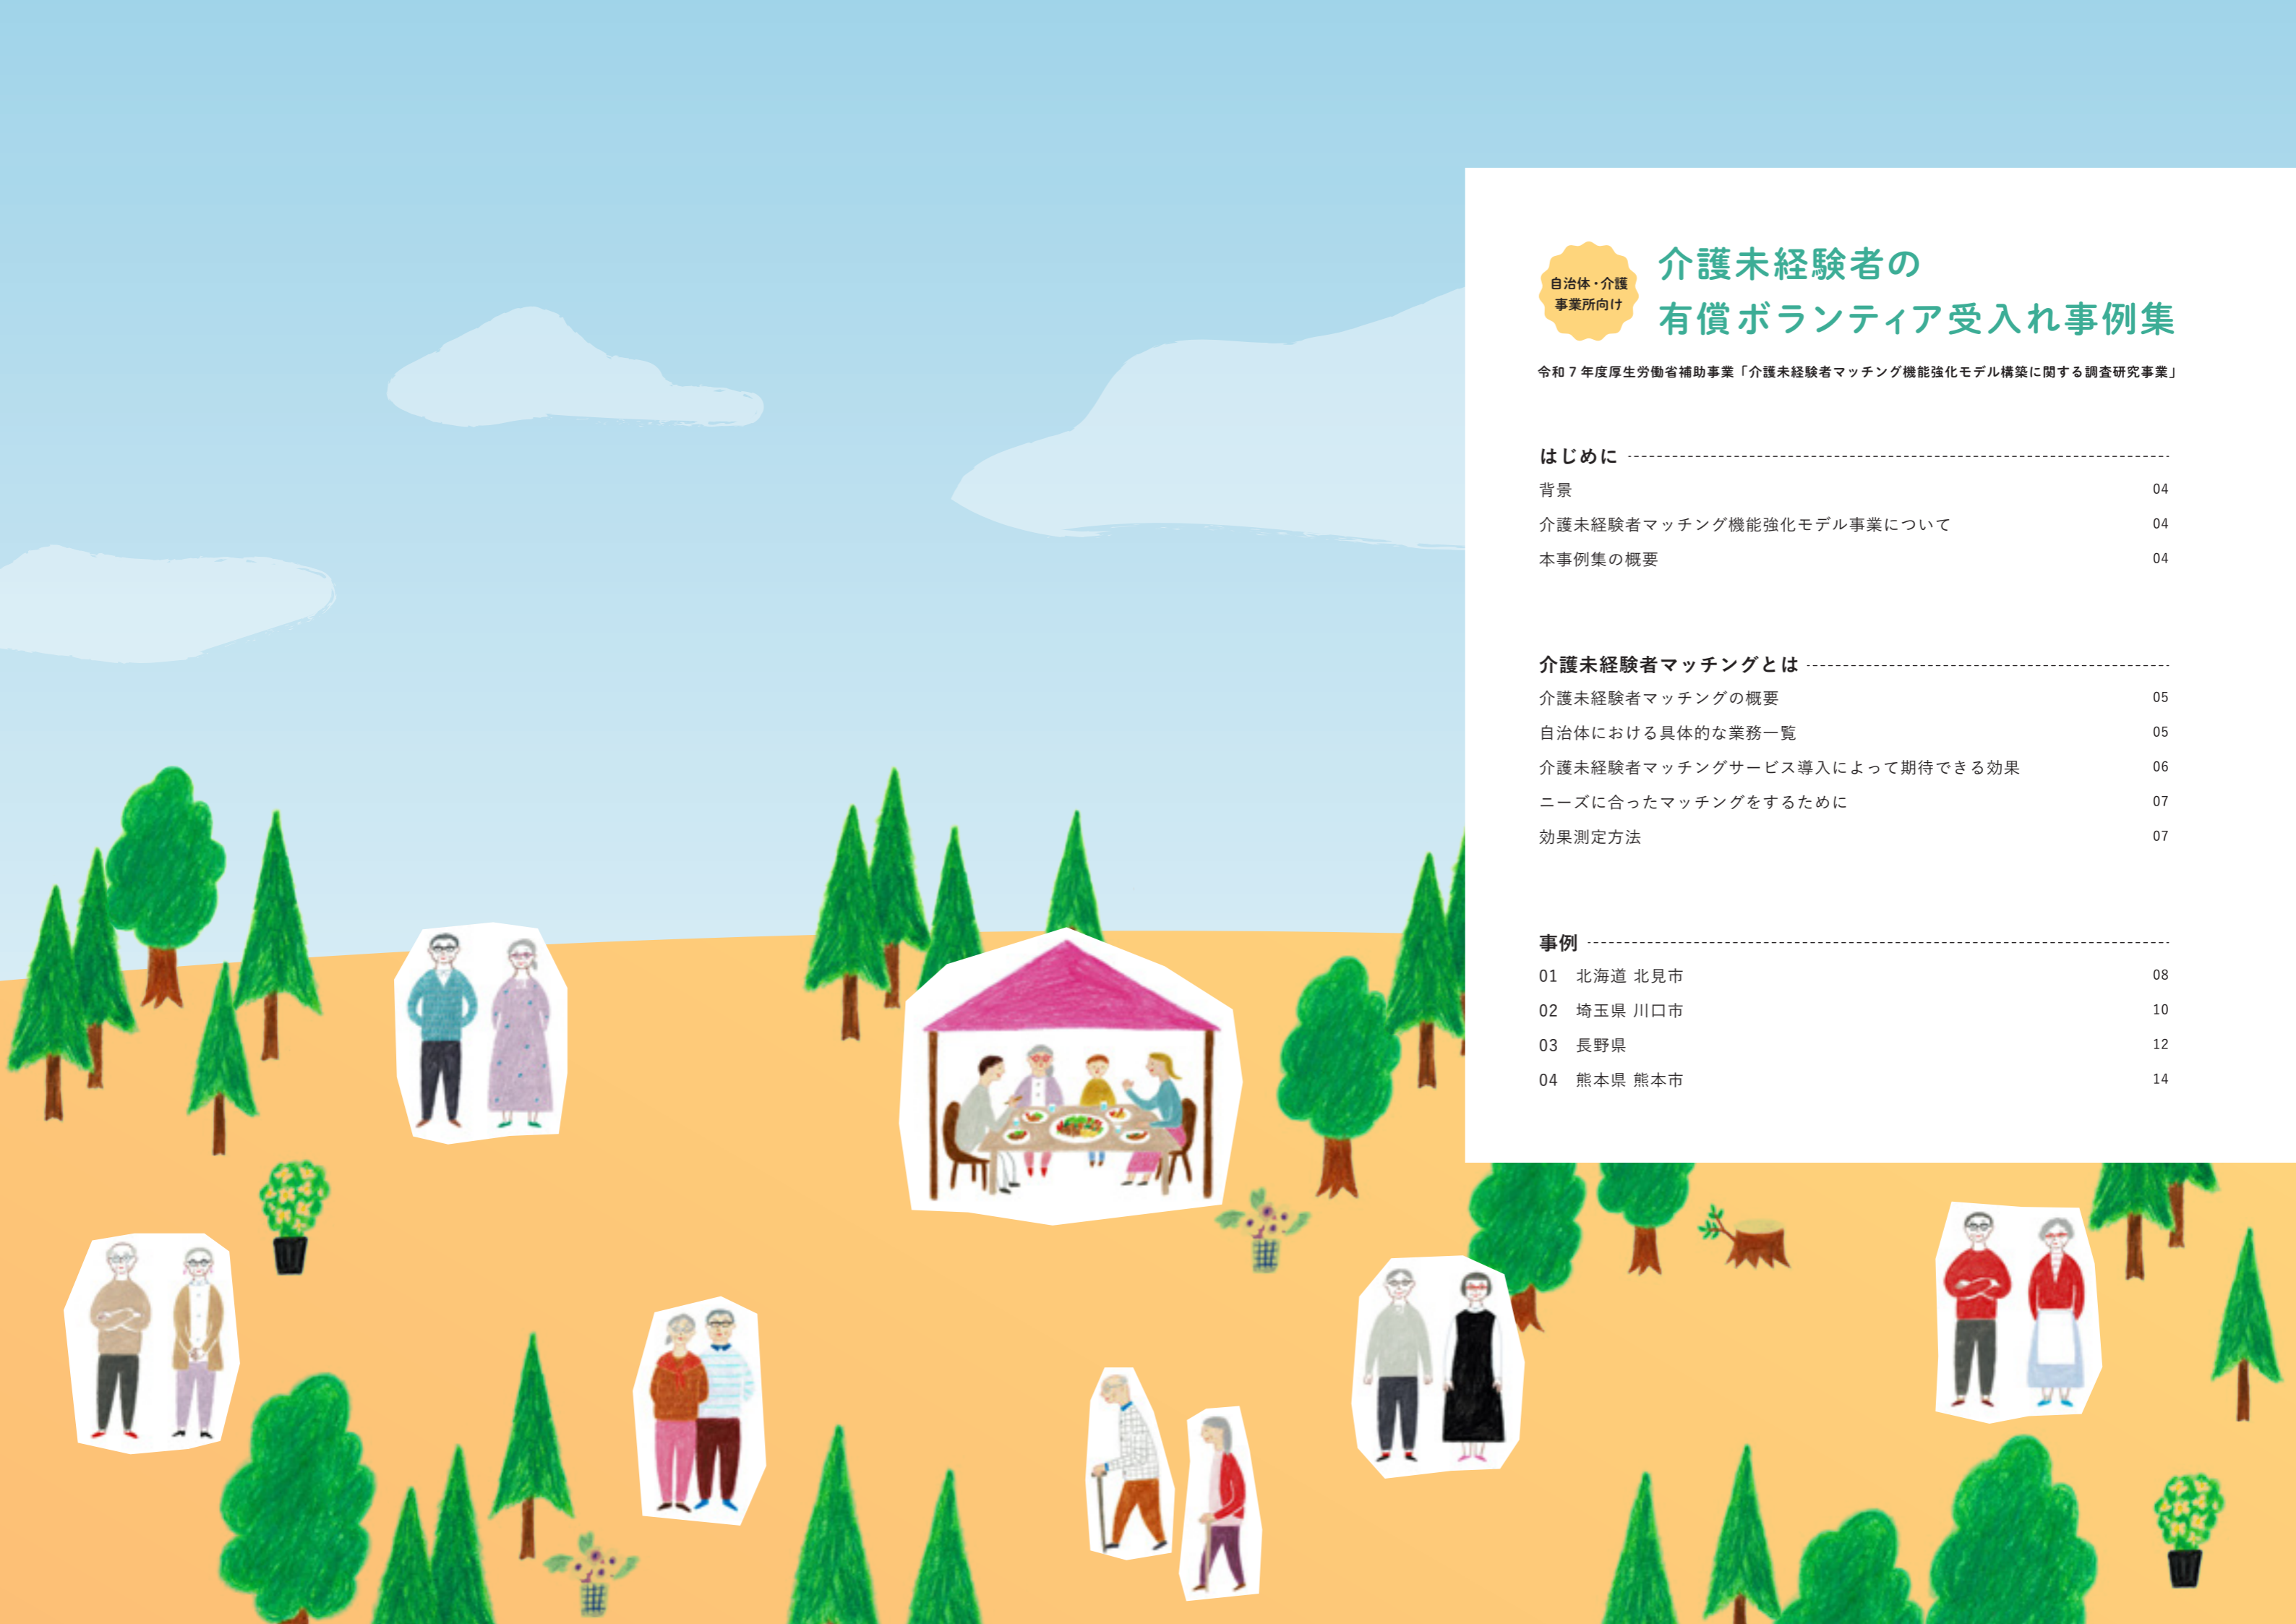 自治体・介護
事業所向け
介護未経験者の
有償ボランティア受入れ事例集
令和7年度厚生労働省補助事業「介護未経験者マッチング機能強化モデル構築に関する調査研究事業」
はじめに
背景 04
介護未経験者マッチング機能強化モデル事業について 04
本事例集の概要 04
介護未経験者マッチングとは
介護未経験者マッチングの概要 05
自治体における具体的な業務一覧 05
介護未経験者マッチングサービス導入によって期待できる効果 06
ニーズに合ったマッチングをするために 07
効果測定方法 07
事例
01 北海道 北見市 08
02 埼玉県 川口市 10
03 長野県 12
04 熊本県 熊本市 14